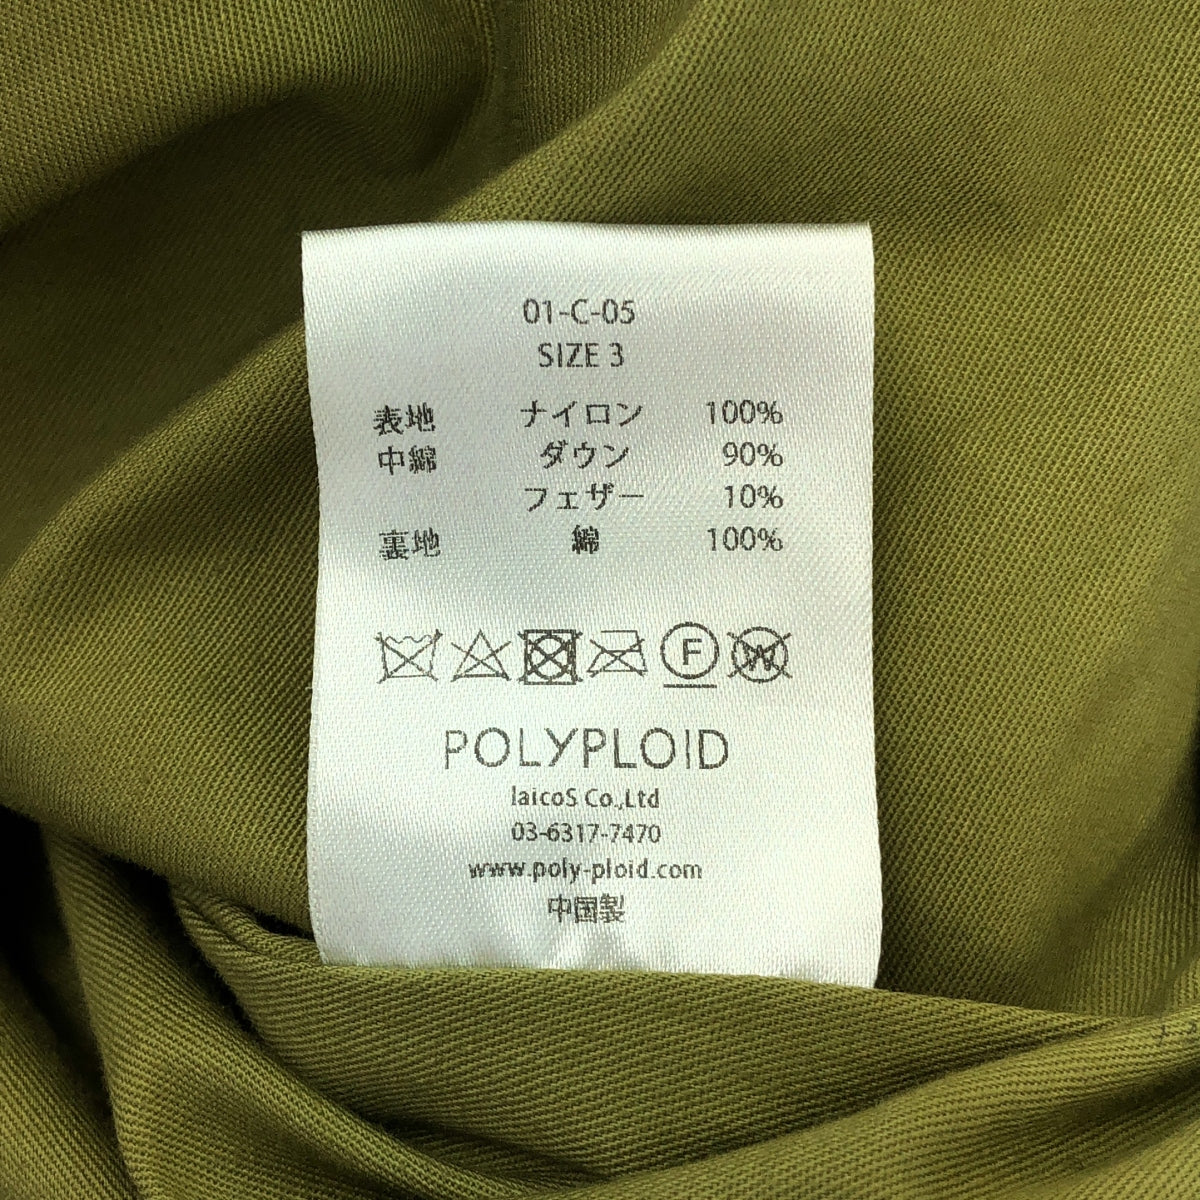 01-C-05
SIZE 3
表地 ナイロン 100%
中綿 ダウン 90%
フェザー 10%
裏地 綿 100%
F W
POLYPLOID
laicoS Co.,Ltd
03-6317-7470
www.poly-ploid.com
中国製